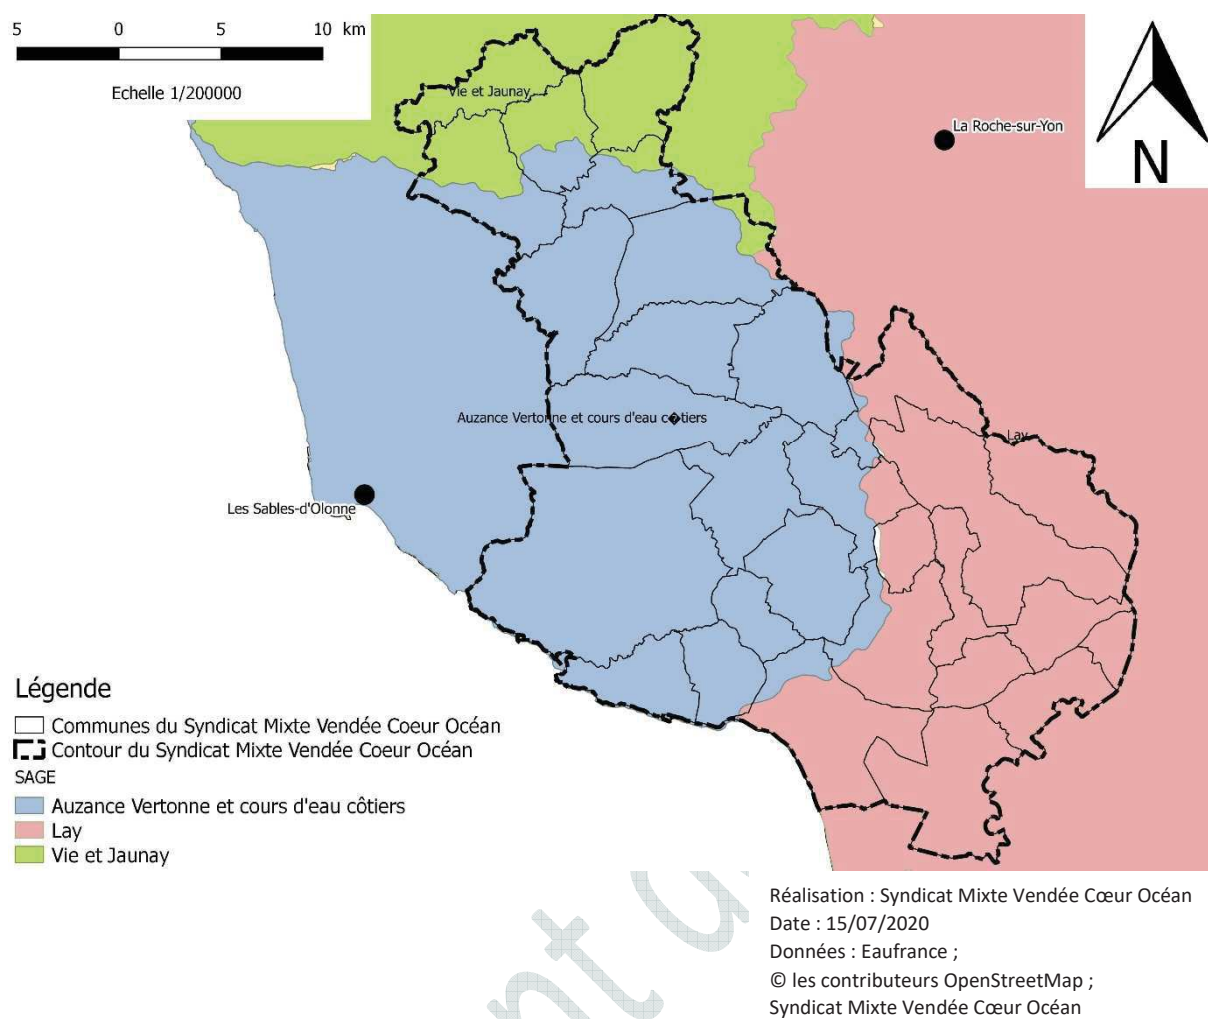 5 0 5 10 km
Echelle 1/200000
N
Vie et Jaunay
La Roche-sur-Yon
Auzance Vertonne et cours d'eau c�tiers
Lay
Les Sables-d'Olonne
Légende
Communes du Syndicat Mixte Vendée Coeur Océan
Contour du Syndicat Mixte Vendée Coeur Océan
SAGE
Auzance Vertonne et cours d'eau côtiers
Lay
Vie et Jaunay
Réalisation : Syndicat Mixte Vendée Cœur Océan
Date : 15/07/2020
Données : Eaufrance ;
© les contributeurs OpenStreetMap ;
Syndicat Mixte Vendée Cœur Océan